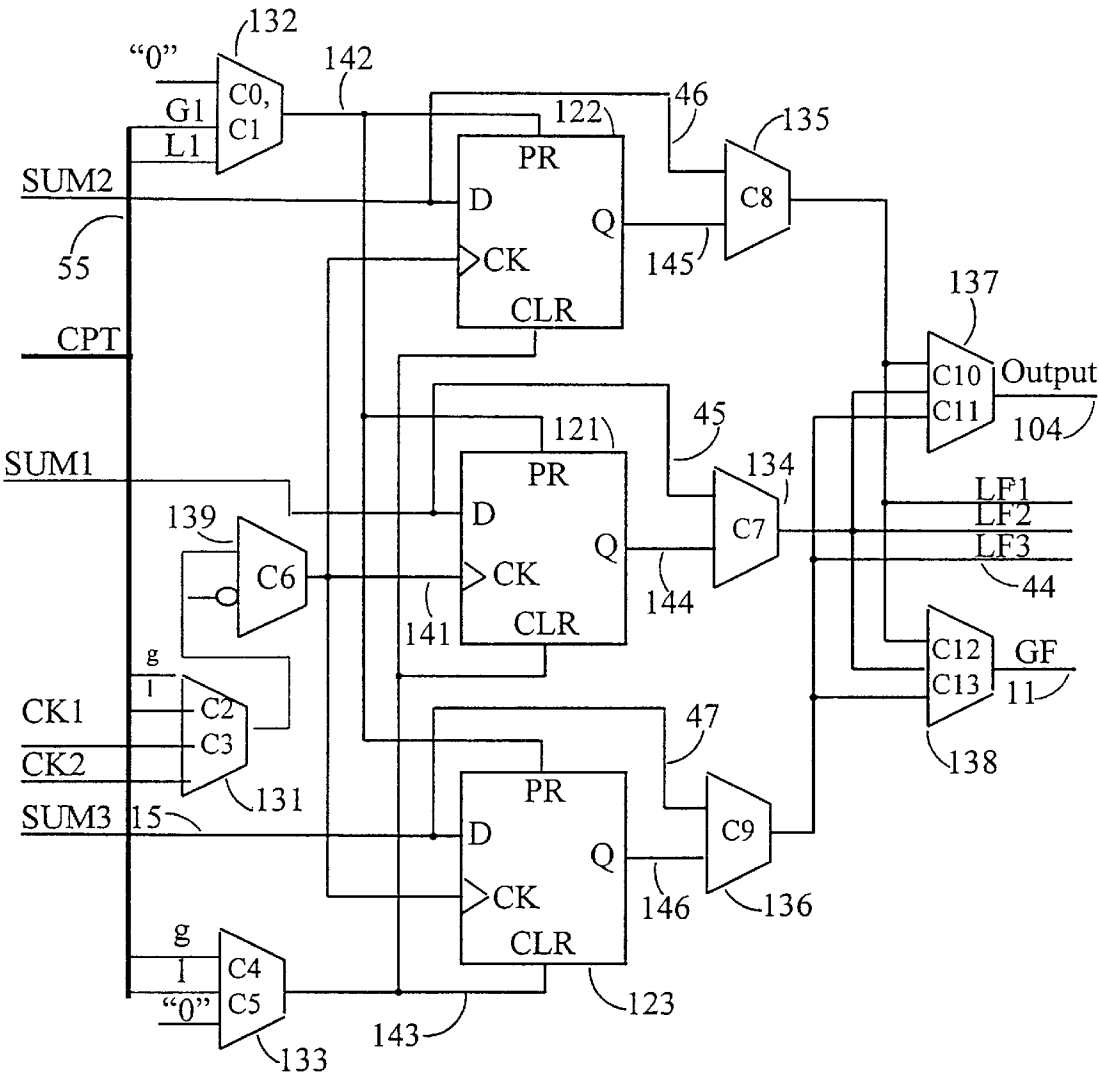 132
“0”
C0,
C1
142
G1
L1
SUM2
55
CPT
46
122
PR
D
Q
CK
CLR
145
135
C8
137
C10
C11
Output
104
SUM1
45
121
PR
D
Q
CK
CLR
144
134
C7
139
C6
141
LF1
LF2
LF3
44
C12
C13
GF
11
138
g
l
C2
C3
CK1
CK2
131
SUM3
15
47
PR
D
Q
CK
CLR
123
146
C9
136
g
l
“0”
C4
C5
133
143